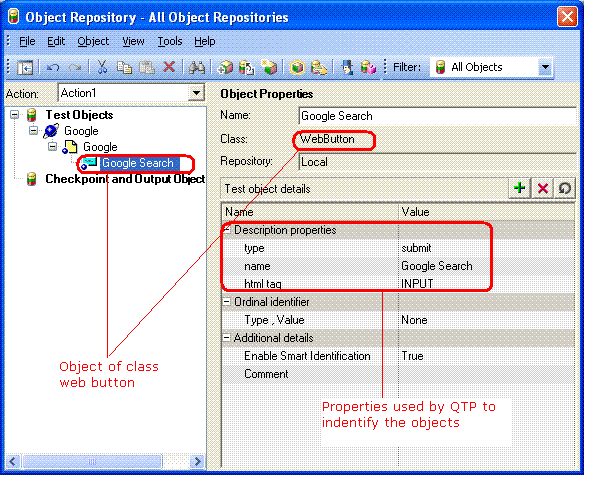 Object Repository - All Object Repositories
File Edit Object View Tools Help
Filter: All Objects
Action: Action1
Test Objects
Google
Google
Google Search
Checkpoint and Output Object
Object Properties
Name: Google Search
Class: WebButton
Repository: Local
Test object details
Name Value
Description properties
type submit
name Google Search
html tag INPUT
Ordinal identifier
Type , Value None
Additional details
Enable Smart Identification True
Comment
Object of class
web button
Properties used by QTP to
indentify the objects